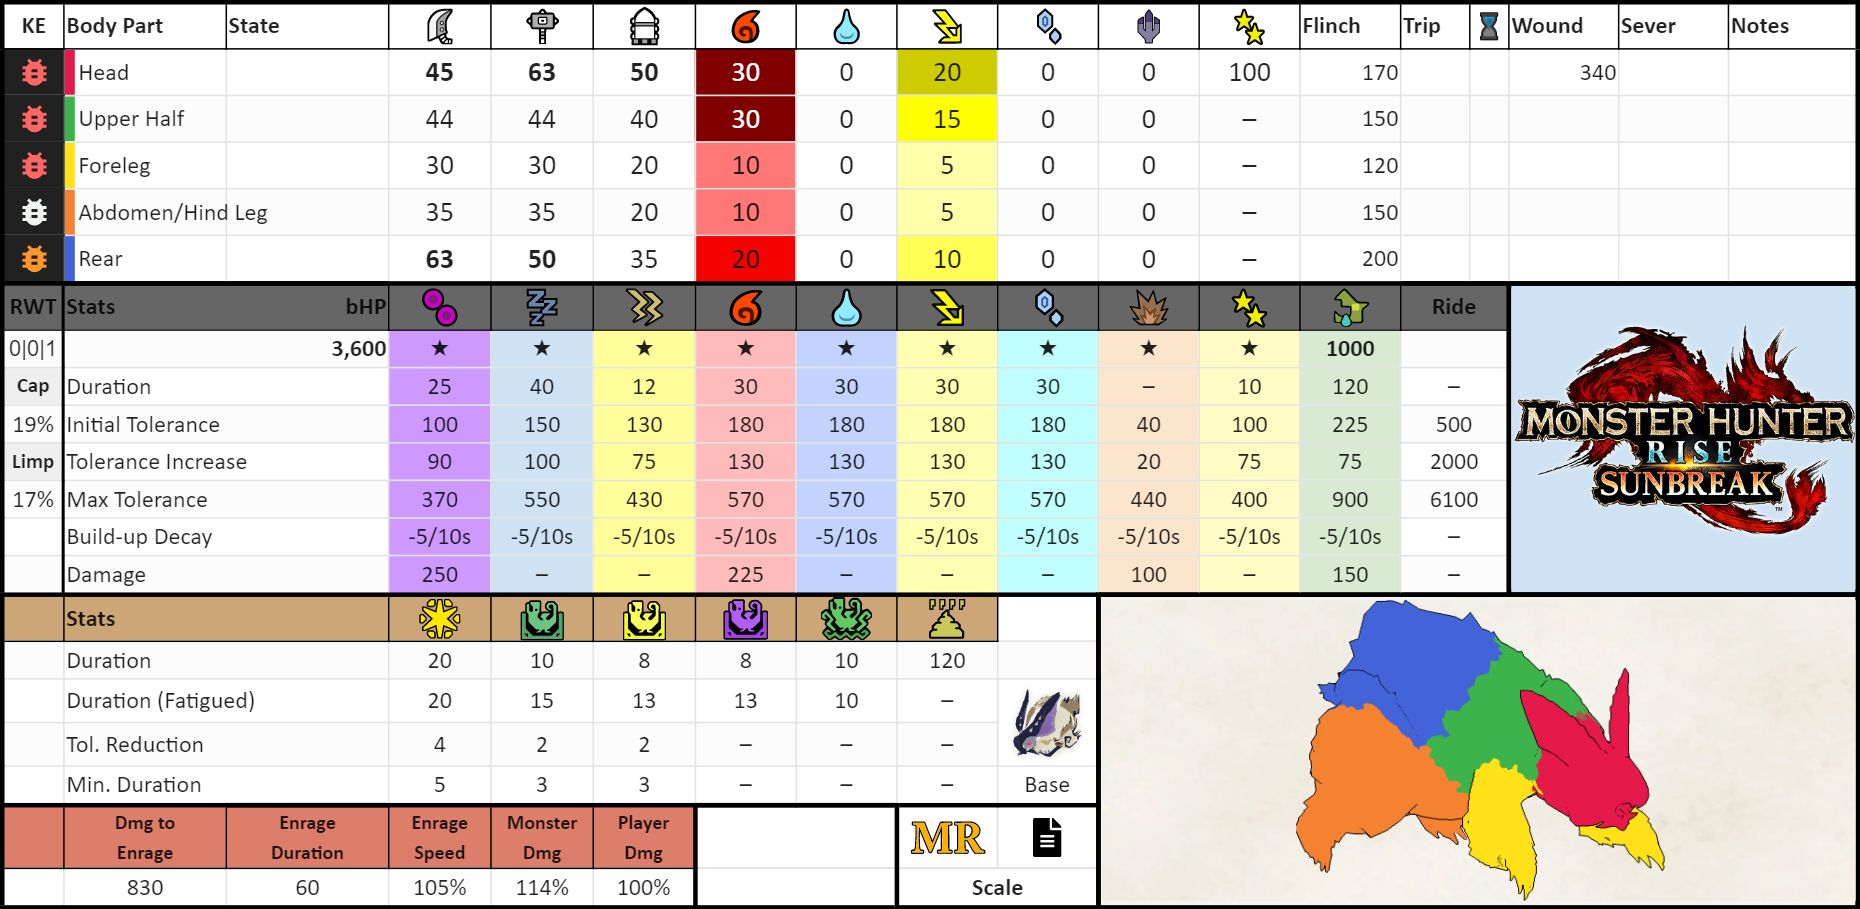 KE Body Part State Flinch Trip Wound Sever Notes
Head 45 63 50 30 0 20 0 0 100 170 340
Upper Half 44 44 40 30 0 15 0 0 – 150
Foreleg 30 30 20 10 0 5 0 0 – 120
Abdomen/Hind Leg 35 35 20 10 0 5 0 0 – 150
Rear 63 50 35 20 0 10 0 0 – 200
RWT Stats bHP Ride
0|0|1 3,600 ★ ★ ★ ★ ★ ★ ★ ★ ★ 1000
Cap Duration 25 40 12 30 30 30 30 – 10 120 –
19% Initial Tolerance 100 150 130 180 180 180 180 40 100 225 500
Limp Tolerance Increase 90 100 75 130 130 130 130 20 75 75 2000
17% Max Tolerance 370 550 430 570 570 570 570 440 400 900 6100
Build-up Decay -5/10s -5/10s -5/10s -5/10s -5/10s -5/10s -5/10s -5/10s -5/10s -5/10s –
Damage 250 – – 225 – – – 100 – 150 –
MONSTER HUNTER
RISE
SUNBREAK
™
Stats
Duration 20 10 8 8 10 120
Duration (Fatigued) 20 15 13 13 10 –
Tol. Reduction 4 2 2 – – –
Min. Duration 5 3 3 – – – Base
Dmg to Enrage Enrage Monster Player
Enrage Duration Speed Dmg Dmg
MR
830 60 105% 114% 100% Scale